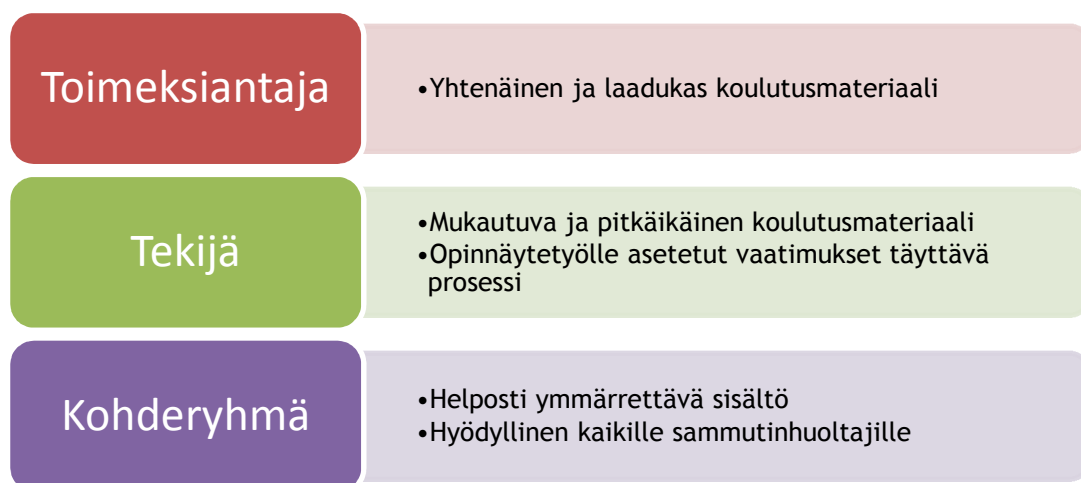 Toimeksiantaja
•Yhtenäinen ja laadukas koulutusmateriaali
Tekijä
•Mukautuva ja pitkäikäinen koulutusmateriaali
•Opinnäytetyölle asetetut vaatimukset täyttävä
prosessi
Kohderyhmä
•Helposti ymmärrettävä sisältö
•Hyödyllinen kaikille sammutinhuoltajille